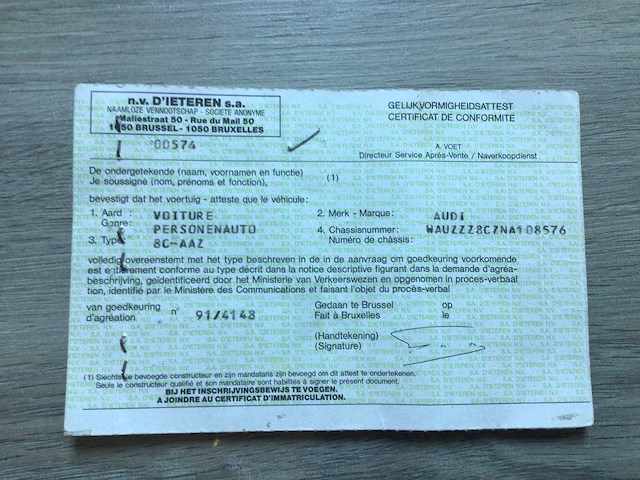 n.v. D'IETEREN s.a.
NAAMLOZE VENNOOTSCHAP - SOCIETE ANONYME
Maliestraat 50 - Rue du Mail 50
1050 BRUSSEL - 1050 BRUXELLES
GELIJKVORMIGHEIDSATTEST
CERTIFICAT DE CONFORMITE
00574
A. VOET
Directeur Service Après-Vente / Naverkoopdienst
De ondergetekende (naam, voornamen en functie)
Je soussigné (nom, prénoms et fonction),
(1)
bevestigt dat het voertuig - atteste que le véhicule:
1. Aard : VOITURE
Genre: PERSONENAUTO
2. Merk - Marque: AUDI
3. Type: 8C-AAZ
4. Chassisnummer: WAUZZZ8CZNA108576
Numéro de châssis:
volledig overeenstemt met het type beschreven in de in de aanvraag om goedkeuring voorkomende
est entièrement conforme au type décrit dans la notice descriptive figurant dans la demande d'agréa-
beschrijving, geïdentificeerd door het Ministerie van Verkeerswezen en opgenomen in proces-verbaal
tion, identifié par le Ministère des Communications et faisant l'objet du procès-verbal
van goedkeuring
d'agréation
n° 91/4148
Gedaan te Brussel op
Fait à Bruxelles le
(Handtekening)
(Signature)
(1) Slechts de bevoegde constructeur en zijn mandataris zijn bevoegd om dit attest te ondertekenen.
Seuls le constructeur qualifié et son mandataire sont habilités à signer le présent document.
BIJ HET INSCHRIJVINGSBEWIJS TE VOEGEN.
A JOINDRE AU CERTIFICAT D'IMMATRICULATION.